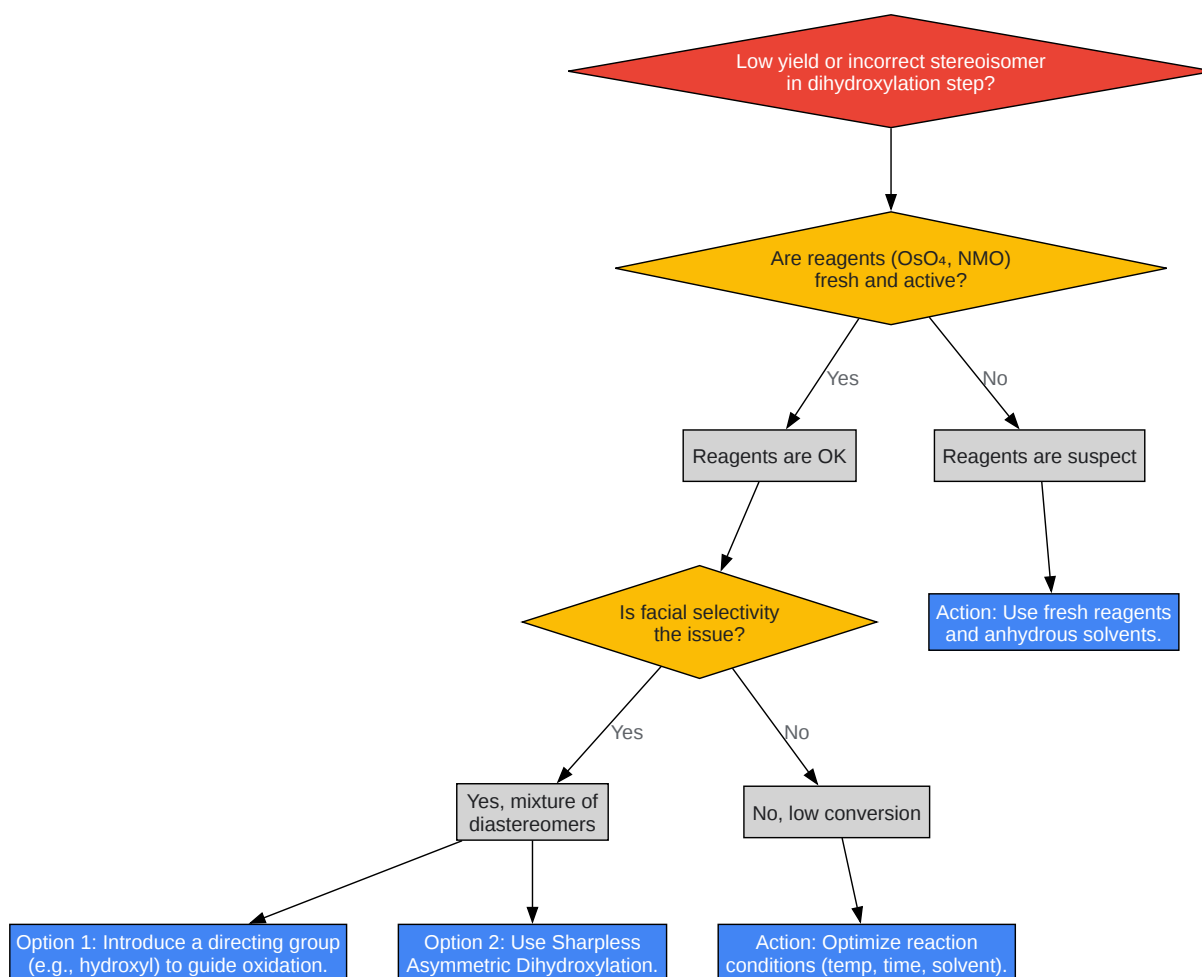 Low yield or incorrect stereoisomer
in dihydroxylation step?
Are reagents (OsO₄, NMO)
fresh and active?
Yes
No
Reagents are OK
Reagents are suspect
Is facial selectivity
the issue?
Action: Use fresh reagents
and anhydrous solvents.
Yes
No
Yes, mixture of
diastereomers
No, low conversion
Option 1: Introduce a directing group
(e.g., hydroxyl) to guide oxidation.
Option 2: Use Sharpless
Asymmetric Dihydroxylation.
Action: Optimize reaction
conditions (temp, time, solvent).